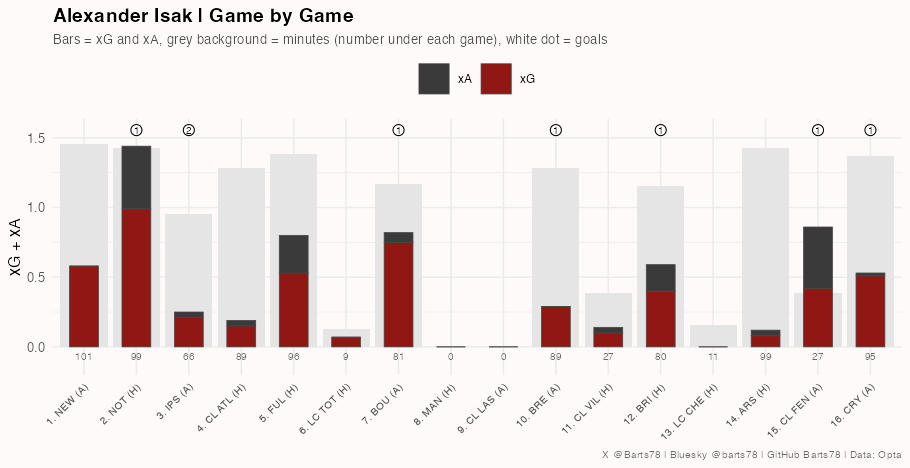 Alexander Isak | Game by Game
Bars = xG and xA, grey background = minutes (number under each game), white dot = goals
xA xG
1 2 1 1 1 1 1
xG + xA
1.5
1.0
0.5
0.0
101 99 66 89 96 9 81 0 0 89 27 80 11 99 27 95
1. NEW (A)
2. NOT (H)
3. IPS (A)
4. CL ATL (H)
5. FUL (H)
6. LC TOT (H)
7. BOU (A)
8. MAN (H)
9. CL LAS (A)
10. BRE (A)
11. CL VIL (H)
12. BRI (H)
13. LC CHE (H)
14. ARS (H)
15. CL FEN (A)
16. CRY (A)
X @Barts78 | Bluesky @barts78 | GitHub Barts78 | Data: Opta